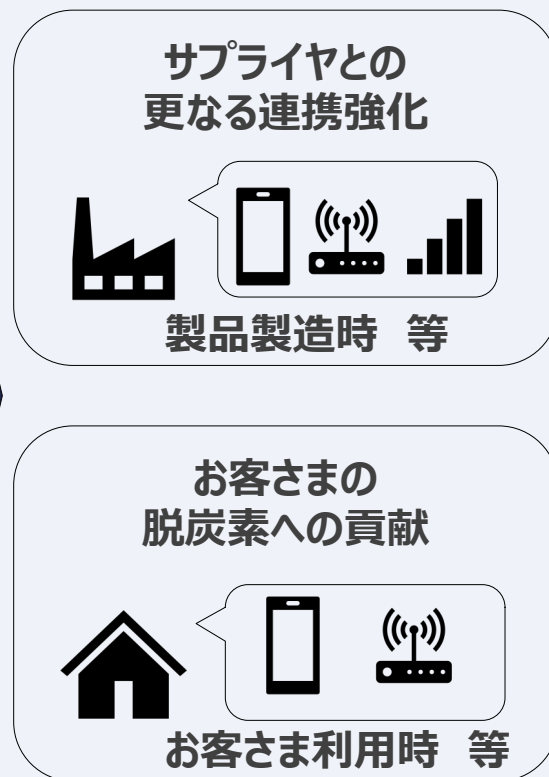 サプライヤとの
更なる連携強化
製品製造時 等
お客さまの
脱炭素への貢献
お客さま利用時 等